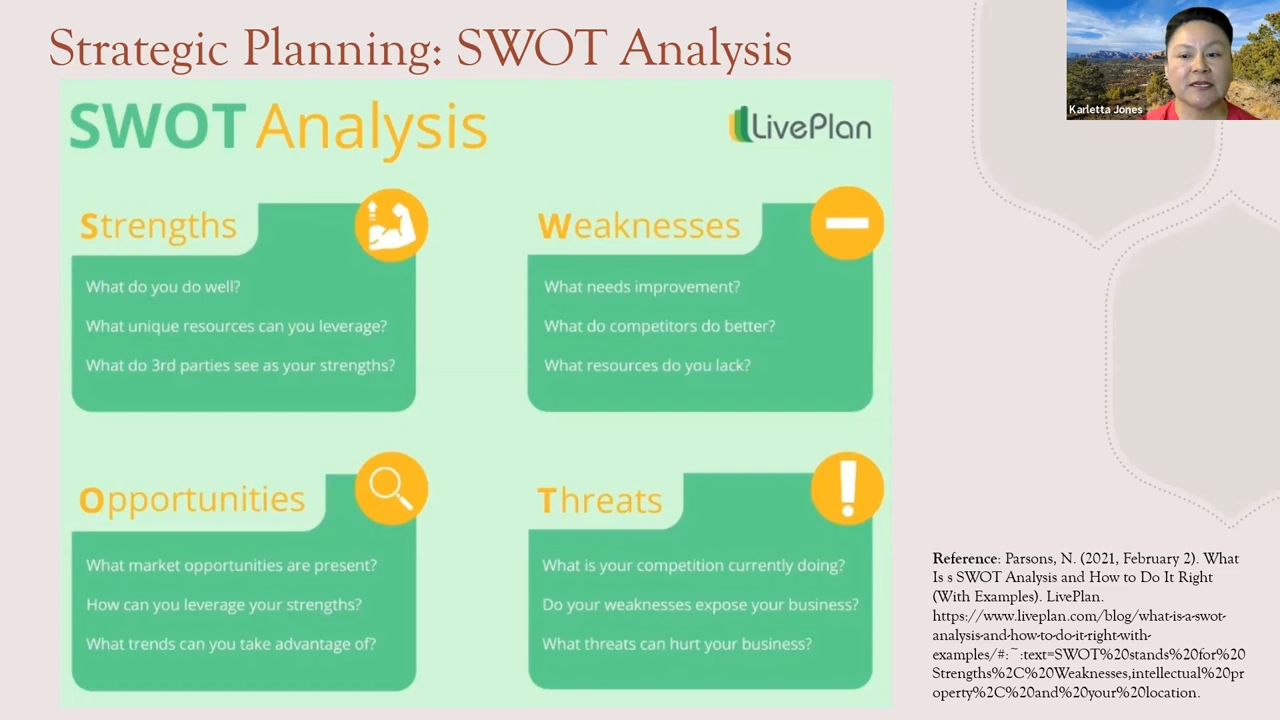 Strategic Planning: SWOT Analysis
Karletta Jones
SWOT Analysis
LivePlan
Strengths
What do you do well?
What unique resources can you leverage?
What do 3rd parties see as your strengths?
Weaknesses
What needs improvement?
What do competitors do better?
What resources do you lack?
Opportunities
What market opportunities are present?
How can you leverage your strengths?
What trends can you take advantage of?
Threats
What is your competition currently doing?
Do your weaknesses expose your business?
What threats can hurt your business?
Reference: Parsons, N. (2021, February 2). What
Is s SWOT Analysis and How to Do It Right
(With Examples). LivePlan.
https://www.liveplan.com/blog/what-is-a-swot-
analysis-and-how-to-do-it-right-with-
examples/#:~:text=SWOT%20stands%20for%20
Strengths%2C%20Weaknesses,intellectual%20pr
operty%2C%20and%20your%20location.